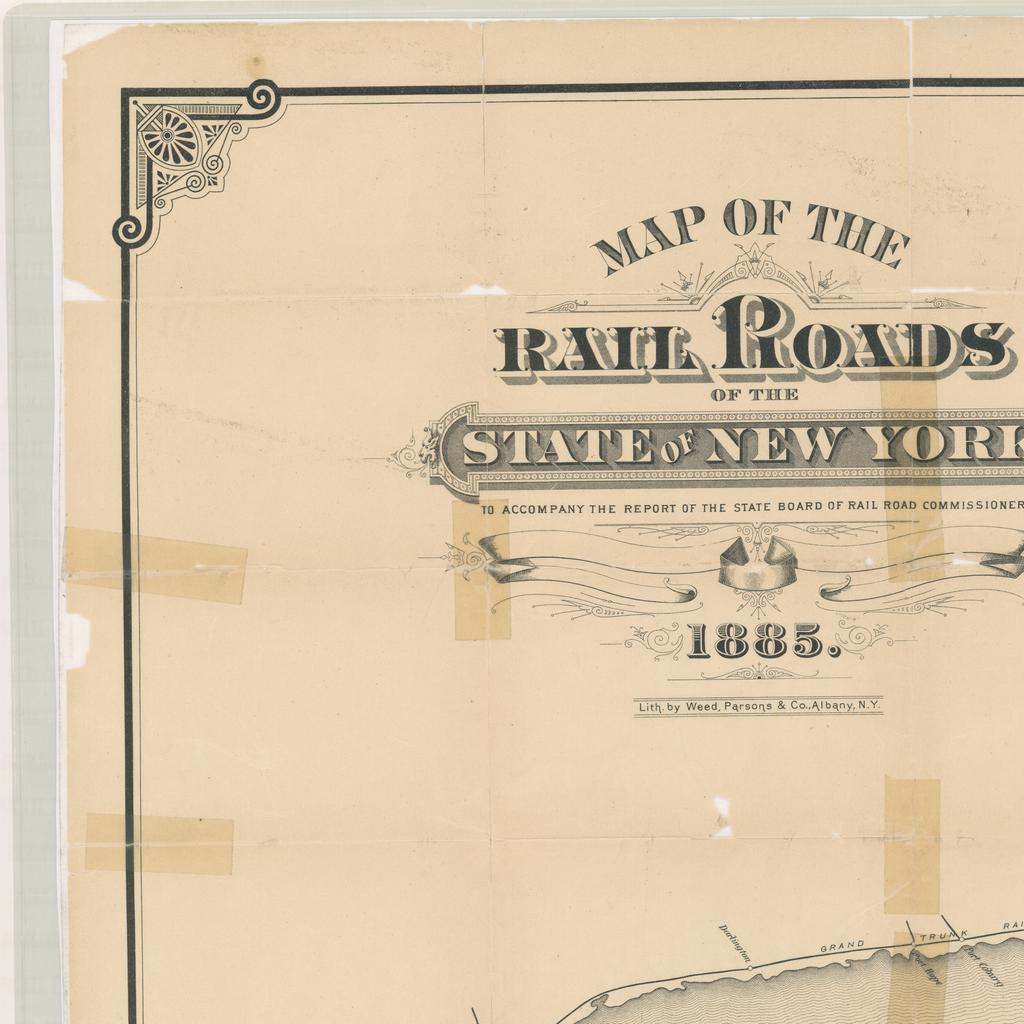 MAP OF THE
RAIL ROADS
OF THE
STATE OF NEW YORK
TO ACCOMPANY THE REPORT OF THE STATE BOARD OF RAIL ROAD COMMISSIONER
1885.
Lith. by Weed, Parsons & Co., Albany, N.Y.
Darlington
GRAND TRUNK RAI
Port Hope
Port Coburg